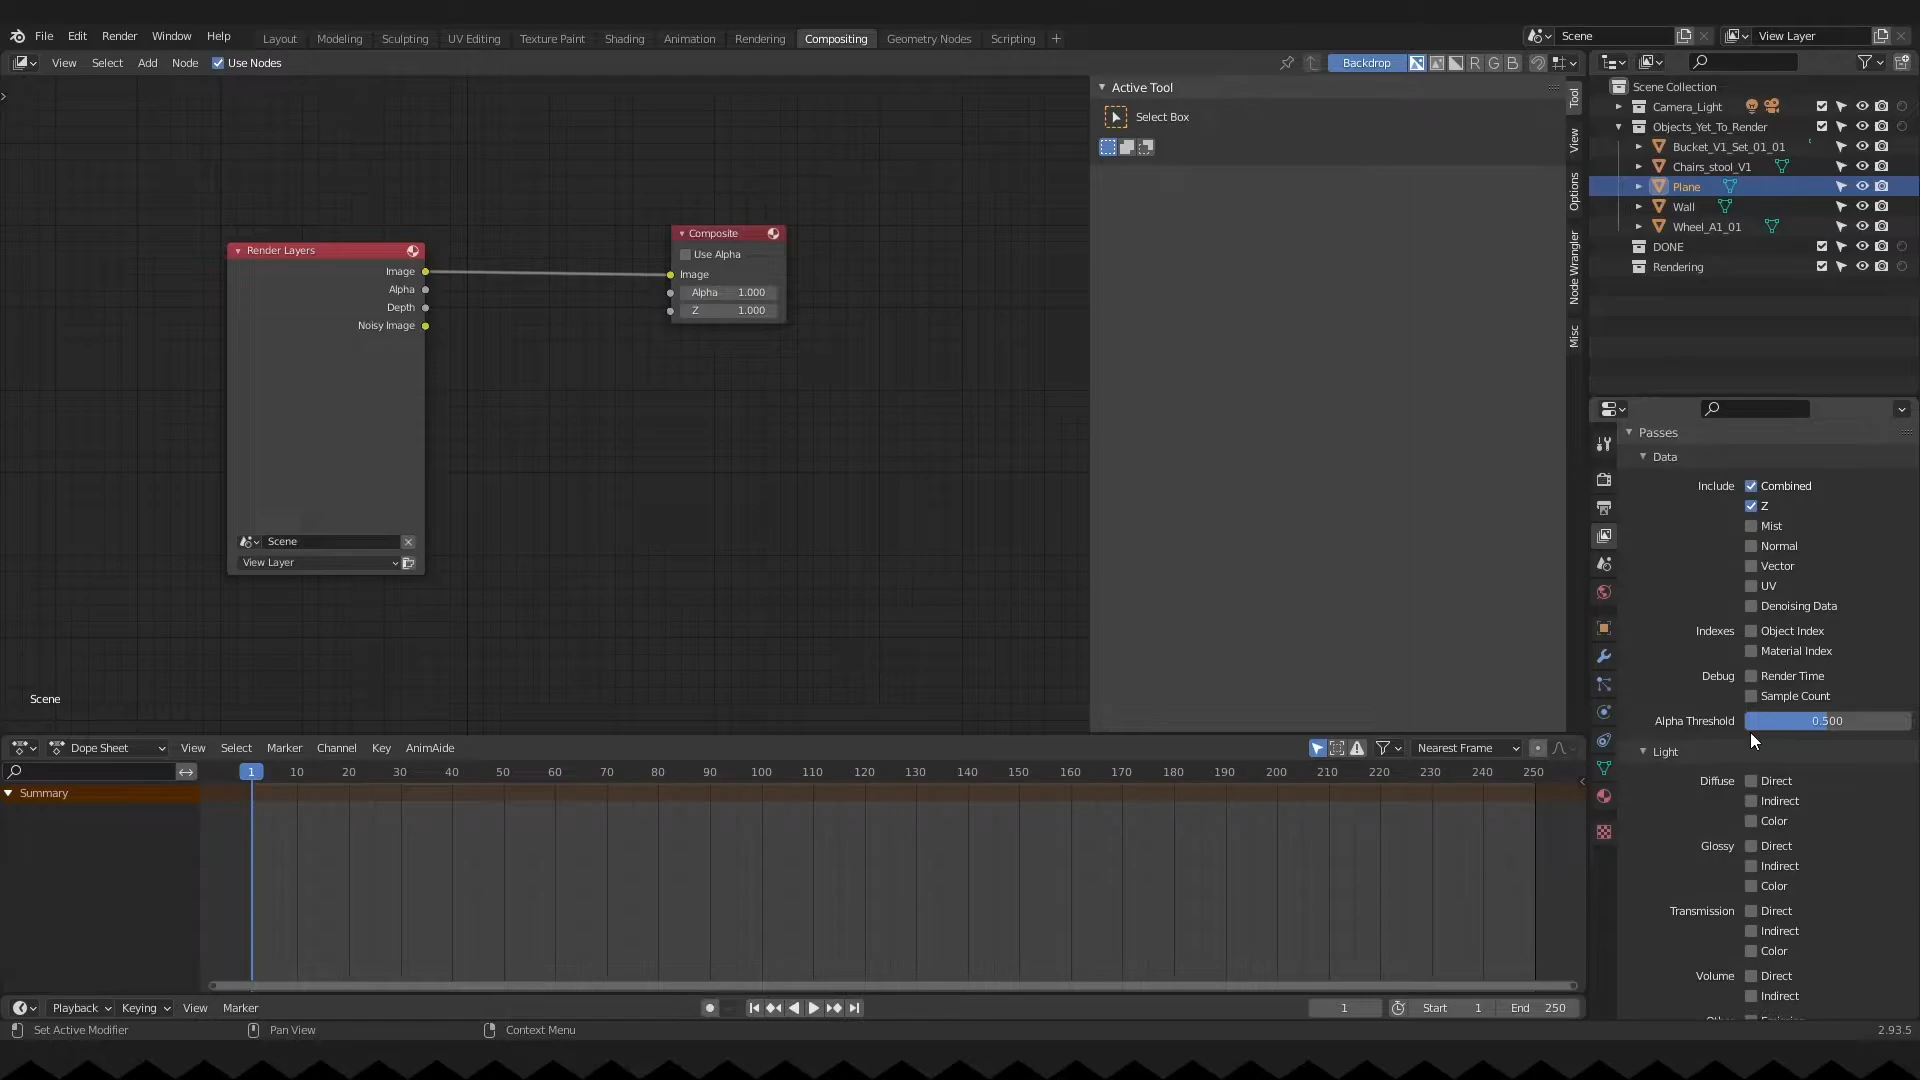 File Edit Render Window Help Layout Modeling Sculpting UV Editing Texture Paint Shading Animation Rendering Compositing Geometry Nodes Scripting + Scene View Layer
View Select Add Node Use Nodes Backdrop R G B
Active Tool
Select Box
Tool
View
Options
Node Wrangler
Misc
Scene Collection
Camera_Light
Objects_Yet_To_Render
Bucket_V1_Set_01_01
Chairs_stool_V1
Plane
Wall
Wheel_A1_01
DONE
Rendering
Render Layers
Image
Alpha
Depth
Noisy Image
Scene
View Layer
Composite
Use Alpha
Image
Alpha 1.000
Z 1.000
Scene
Passes
Data
Include Combined
Z
Mist
Normal
Vector
UV
Denoising Data
Indexes Object Index
Material Index
Debug Render Time
Sample Count
Alpha Threshold 0.500
Light
Diffuse Direct
Indirect
Color
Glossy Direct
Indirect
Color
Transmission Direct
Indirect
Color
Volume Direct
Indirect
Dope Sheet View Select Marker Channel Key AnimAide Nearest Frame
1 10 20 30 40 50 60 70 80 90 100 110 120 130 140 150 160 170 180 190 200 210 220 230 240 250
Summary
Playback Keying View Marker 1 Start 1 End 250
Set Active Modifier Pan View Context Menu 2.93.5